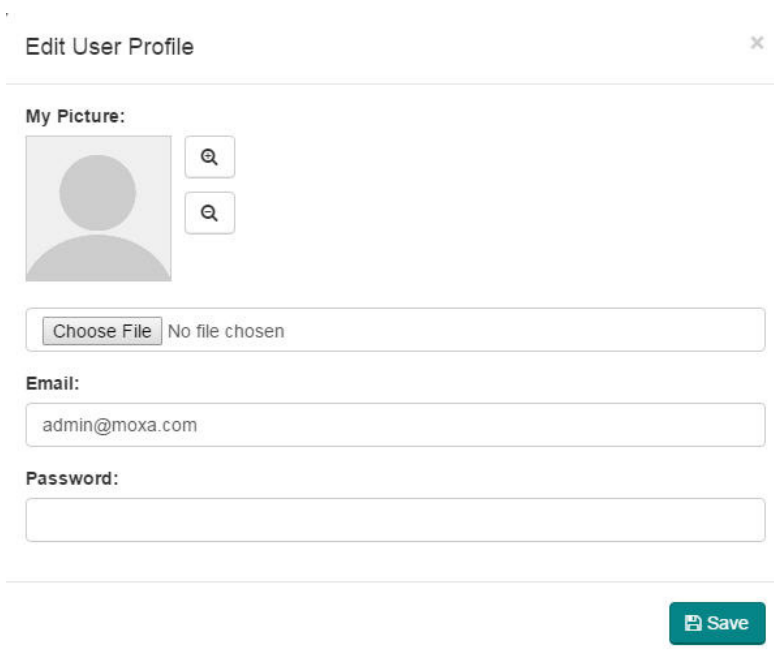 Edit User Profile ×
My Picture:
Choose File No file chosen
Email:
admin@moxa.com
Password:
Save